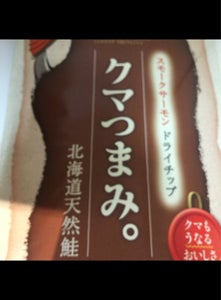 スモークサーモン ドライチップ
クマつまみ。
北海道天然鮭
クマも
うなる
おいしさ